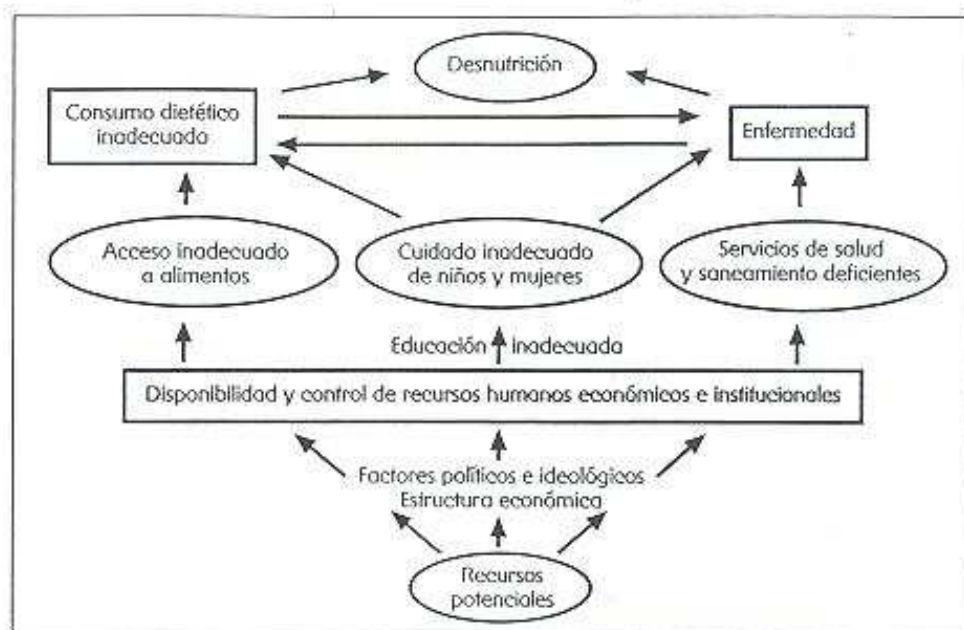 Desnutrición
Consumo dietético
inadecuado
Enfermedad
Acceso inadecuado
a alimentos
Cuidado inadecuado
de niños y mujeres
Servicios de salud
y saneamiento deficientes
Educación inadecuada
Disponibilidad y control de recursos humanos económicos e institucionales
Factores políticos e ideológicos
Estructura económica
Recursos
potenciales